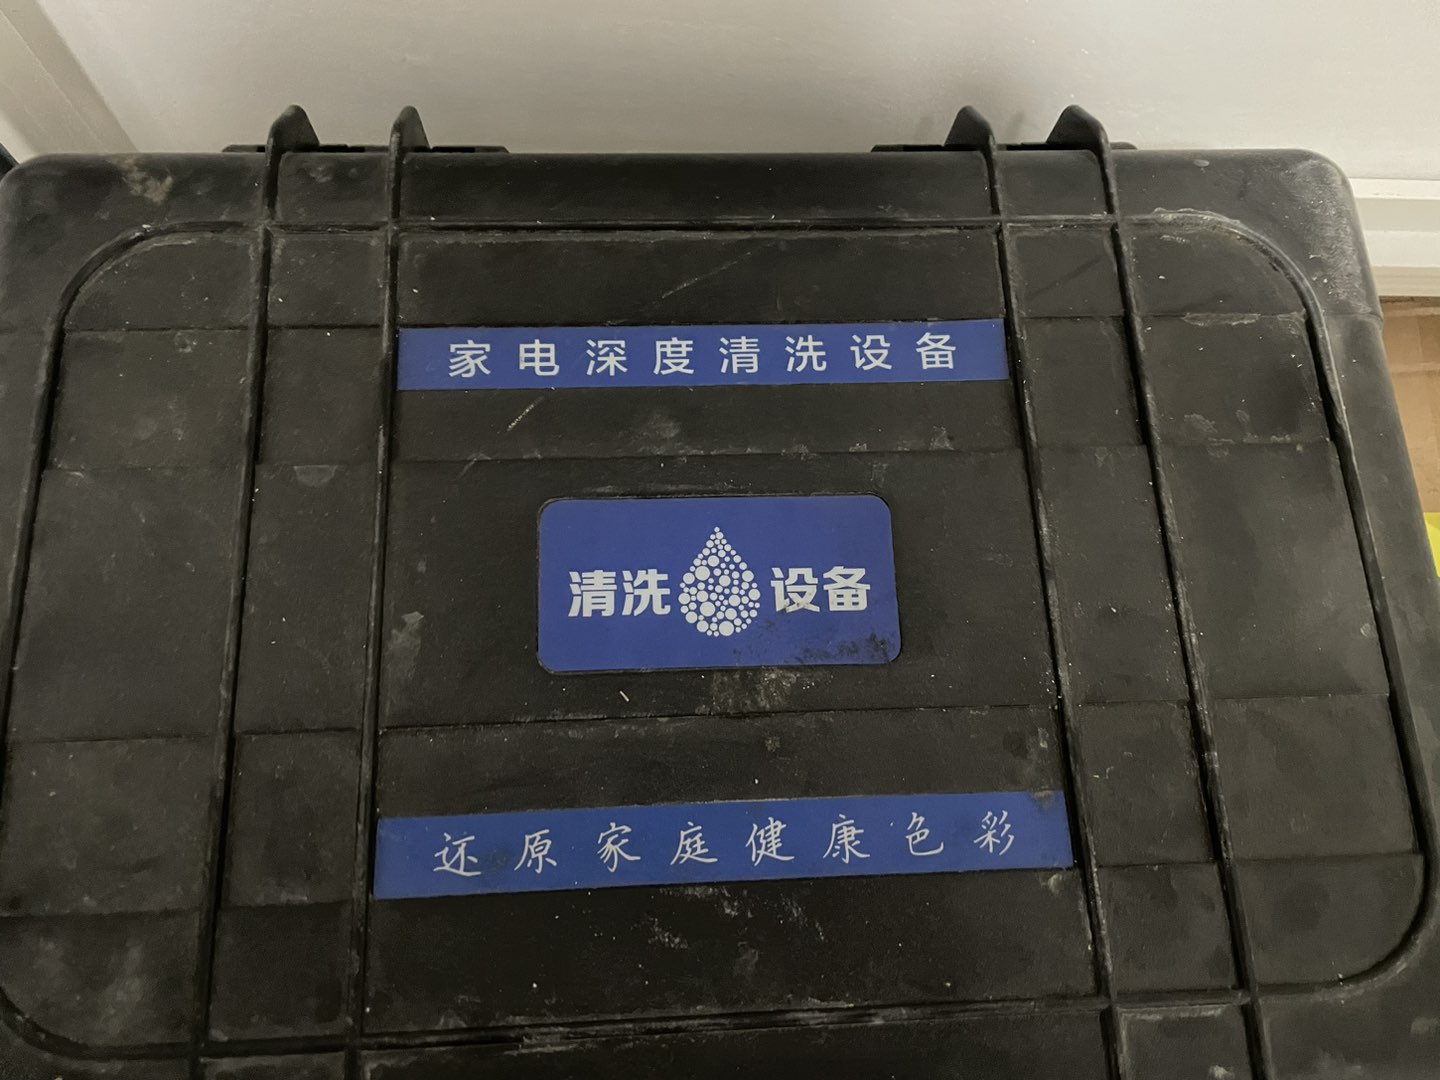 家电深度清洗设备
清洗设备
还原家庭健康色彩